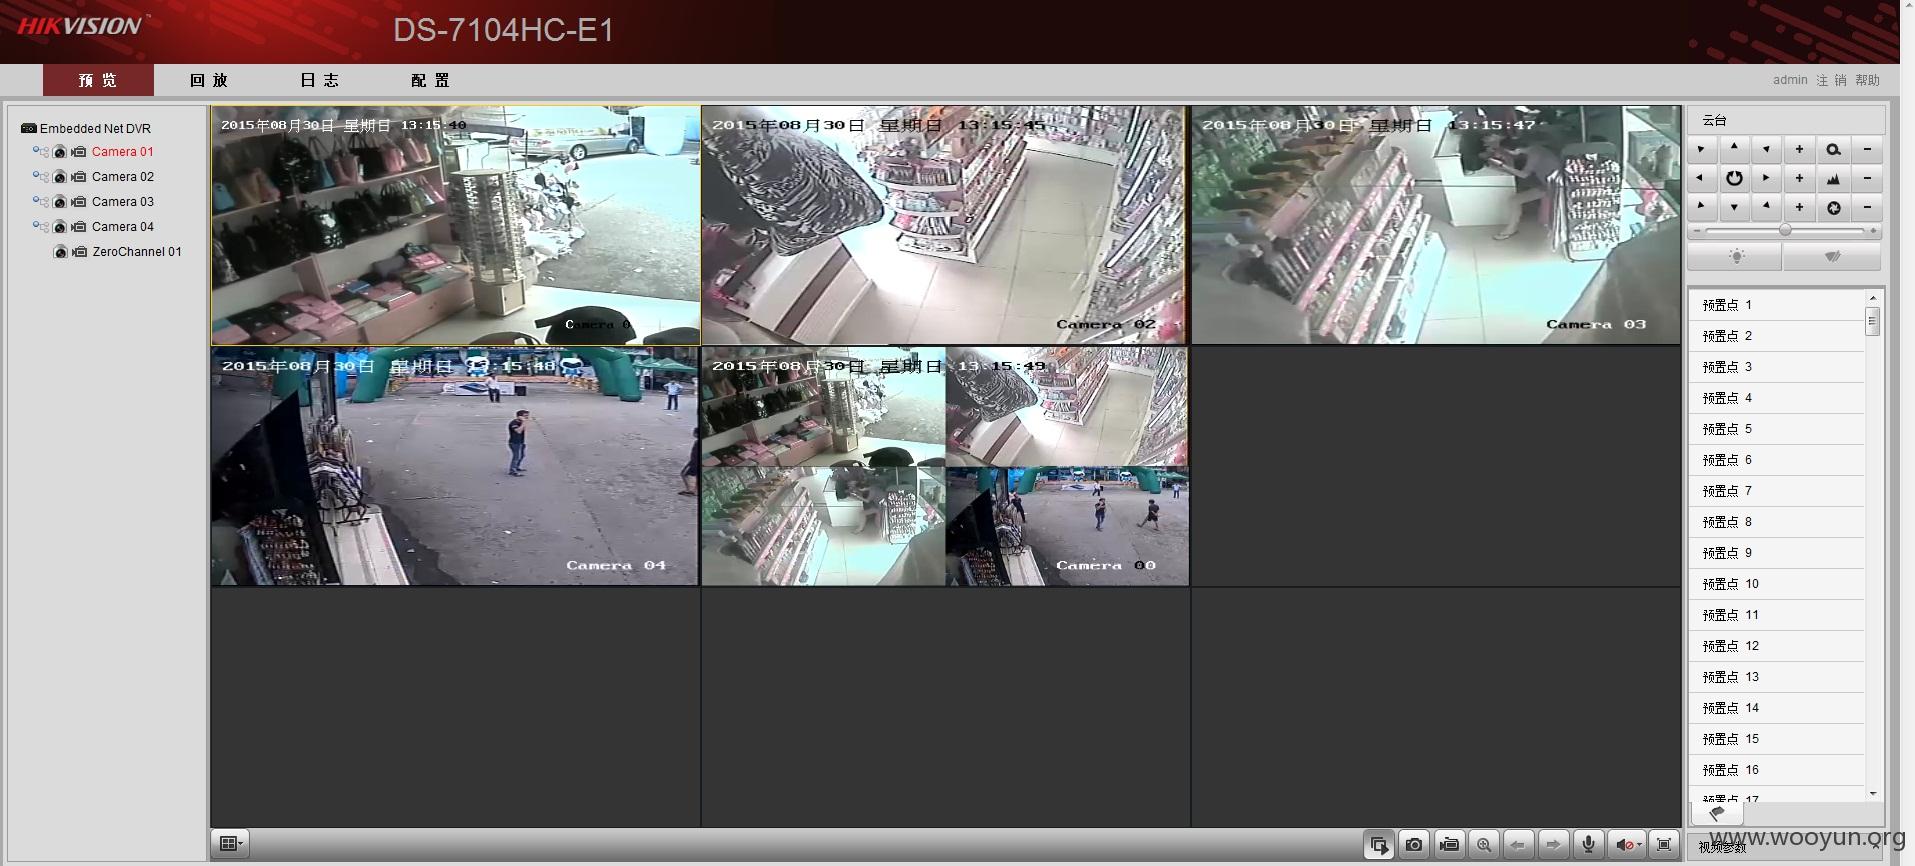 HIKVISION
DS-7104HC-E1
预览 回放 日志 配置
admin 注销 帮助
Embedded Net DVR
Camera 01
Camera 02
Camera 03
Camera 04
ZeroChannel 01
2015年08月30日 星期日 13:15:40
Camera 0
2015年08月30日 星期日 13:15:45
Camera 02
2015年08月30日 星期日 13:15:47
Camera 03
2015年08月30日 星期日 13:15:48
Camera 04
2015年08月30日 星期日 13:15:49
Camera 00
云台
预置点 1
预置点 2
预置点 3
预置点 4
预置点 5
预置点 6
预置点 7
预置点 8
预置点 9
预置点 10
预置点 11
预置点 12
预置点 13
预置点 14
预置点 15
预置点 16
预置点 17
视频参数
www.wooyun.org